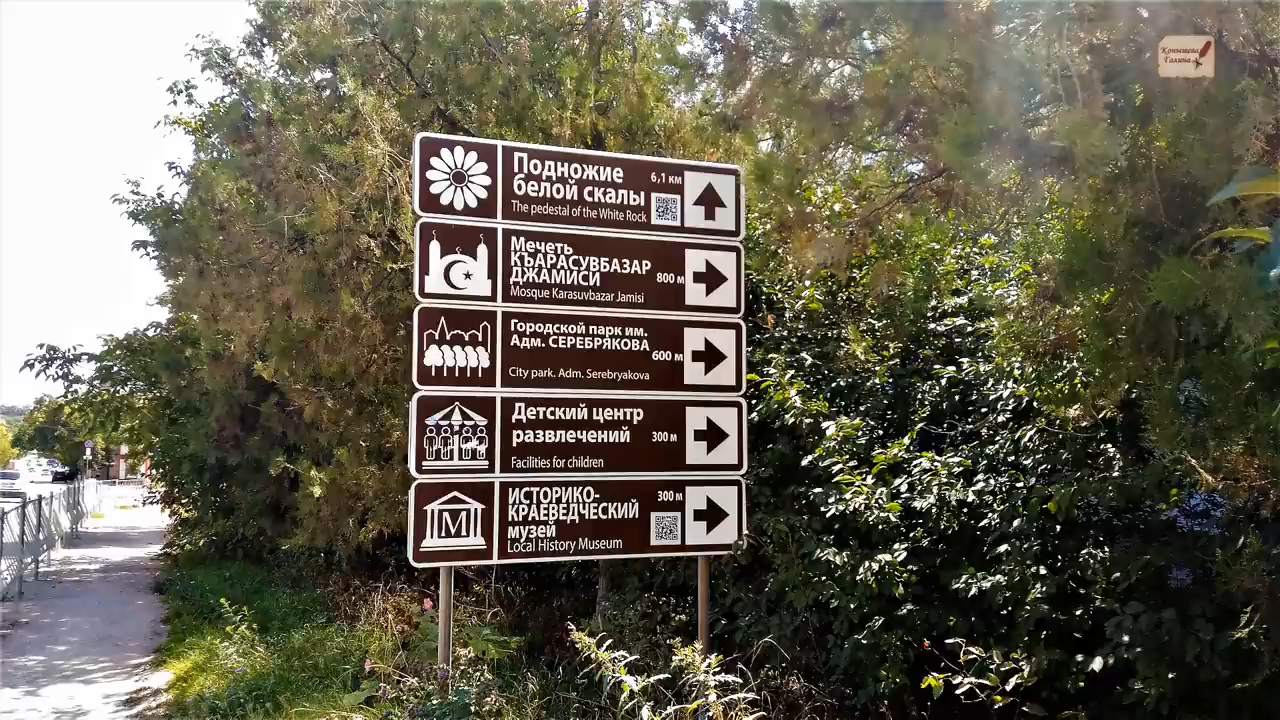 Конышева
Галина
Подножие
белой скалы
6,1 км
The pedestal of the White Rock
Мечеть
КЪАРАСУВБАЗАР
ДЖАМИСИ
800 м
Mosque Karasuvbazar Jamisi
Городской парк им.
Адм. СЕРЕБРЯКОВА
600 м
City park. Adm. Serebryakova
Детский центр
развлечений
300 м
Facilities for children
М
ИСТОРИКО-
КРАЕВЕДЧЕСКИЙ
музей
300 м
Local History Museum